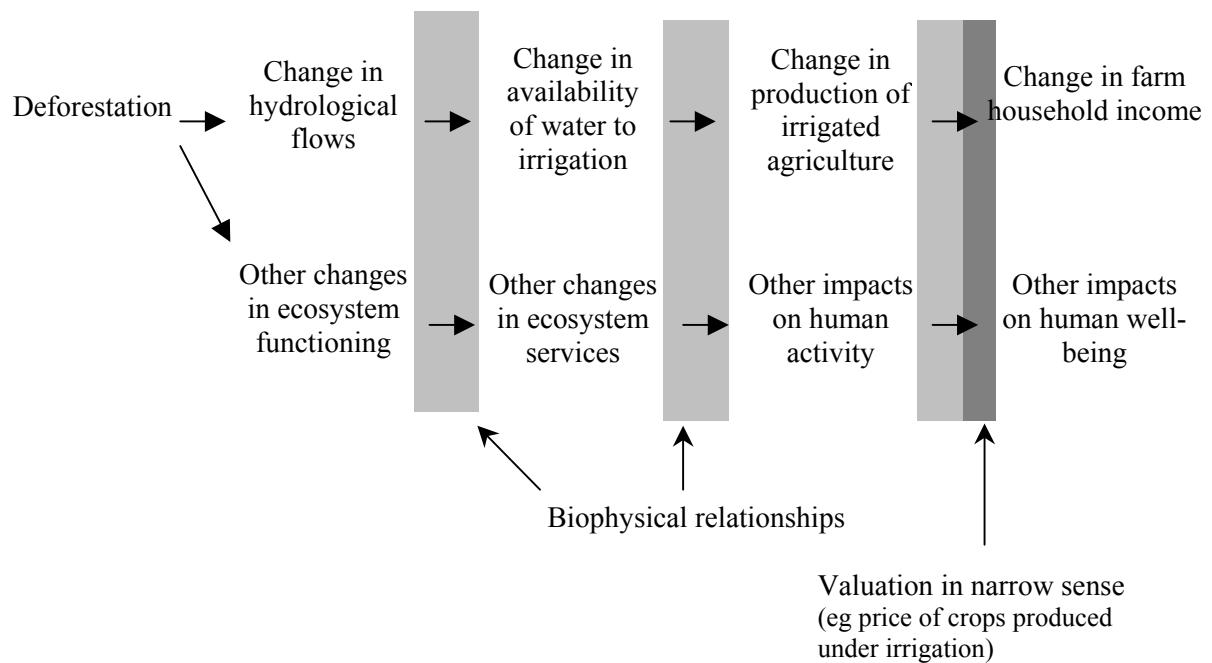 Deforestation
Change in
hydrological
flows
Change in
availability
of water to
irrigation
Change in
production of
irrigated
agriculture
Change in farm
household income
Other changes
in ecosystem
functioning
Other changes
in ecosystem
services
Other impacts
on human
activity
Other impacts
on human well-
being
Biophysical relationships
Valuation in narrow sense
(eg price of crops produced
under irrigation)